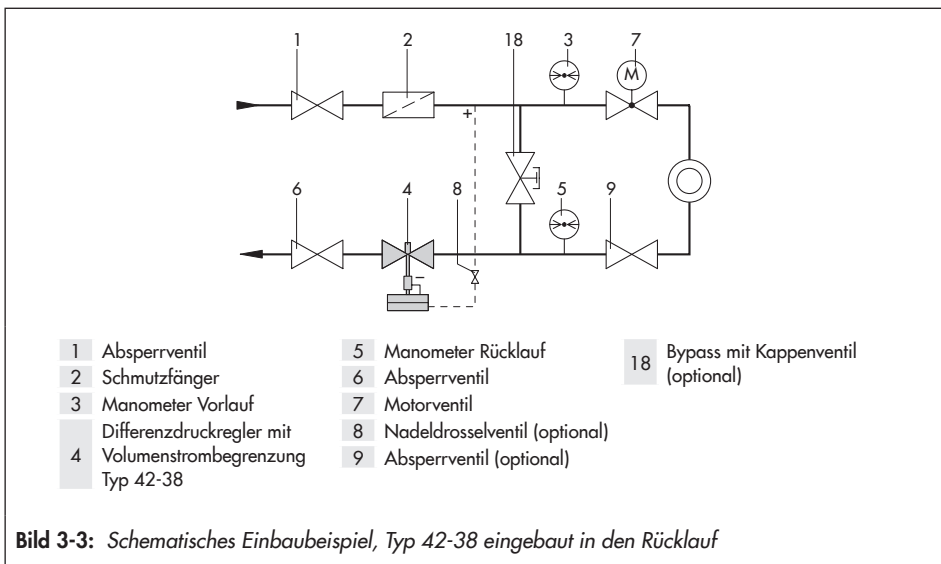 1 2 18 3 7
M
+
6 4 8 5 9
−
1 Absperrventil
2 Schmutzfänger
3 Manometer Vorlauf
4 Differenzdruckregler mit
Volumenstrombegrenzung
Typ 42-38
5 Manometer Rücklauf
6 Absperrventil
7 Motorventil
8 Nadeldrosselventil (optional)
9 Absperrventil (optional)
18 Bypass mit Kappenventil
(optional)
Bild 3-3: Schematisches Einbaubeispiel, Typ 42-38 eingebaut in den Rücklauf